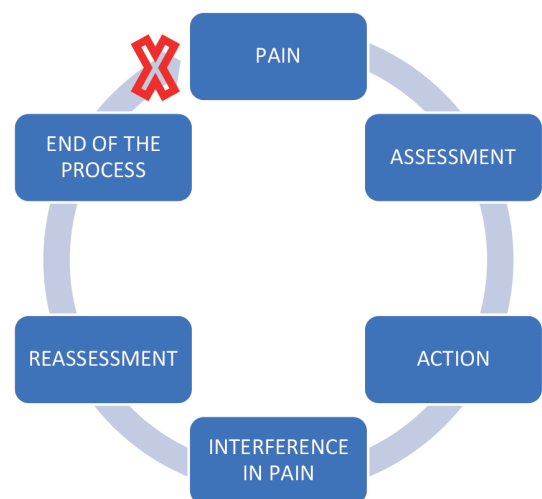 PAIN
ASSESSMENT
ACTION
INTERFERENCE
IN PAIN
REASSESSMENT
END OF THE
PROCESS